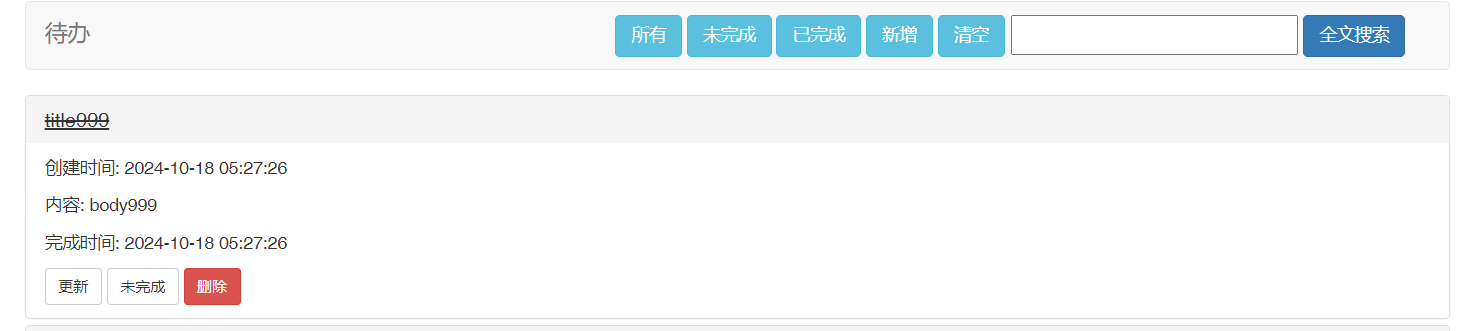 待办 所有 未完成 已完成 新增 清空 全文搜索
title999
创建时间: 2024-10-18 05:27:26
内容: body999
完成时间: 2024-10-18 05:27:26
更新 未完成 删除